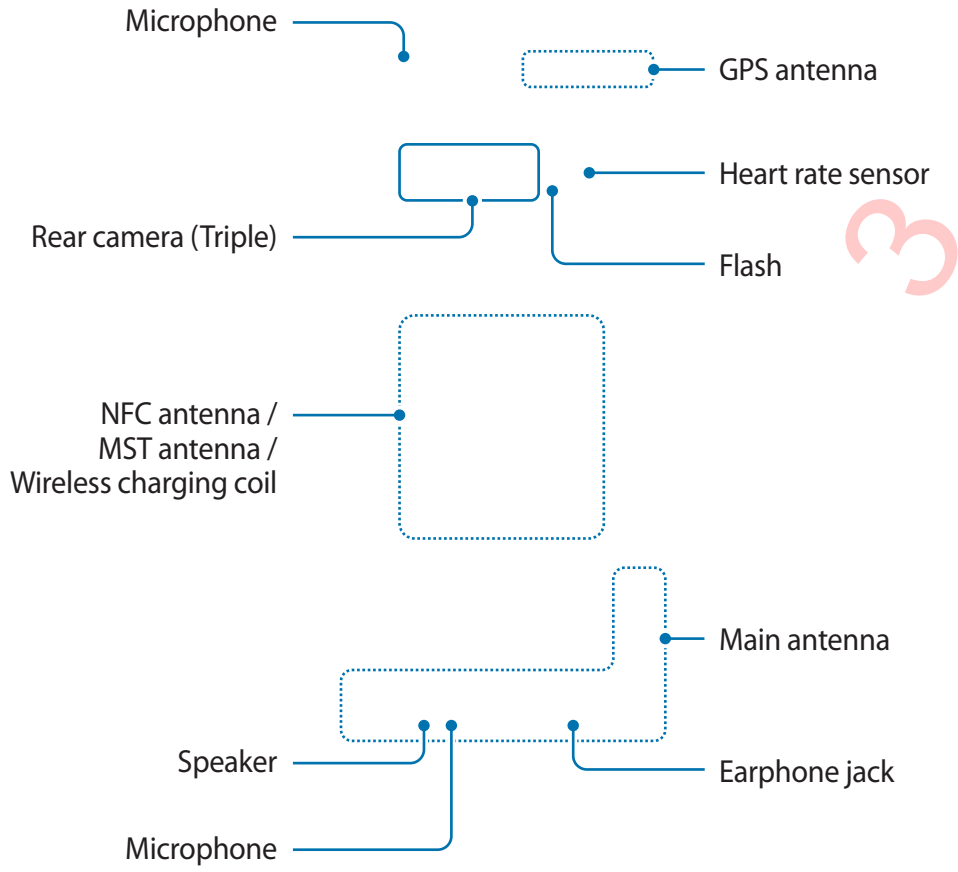 Microphone
GPS antenna
Heart rate sensor
Rear camera (Triple)
Flash
3
NFC antenna /
MST antenna /
Wireless charging coil
Main antenna
Speaker
Earphone jack
Microphone